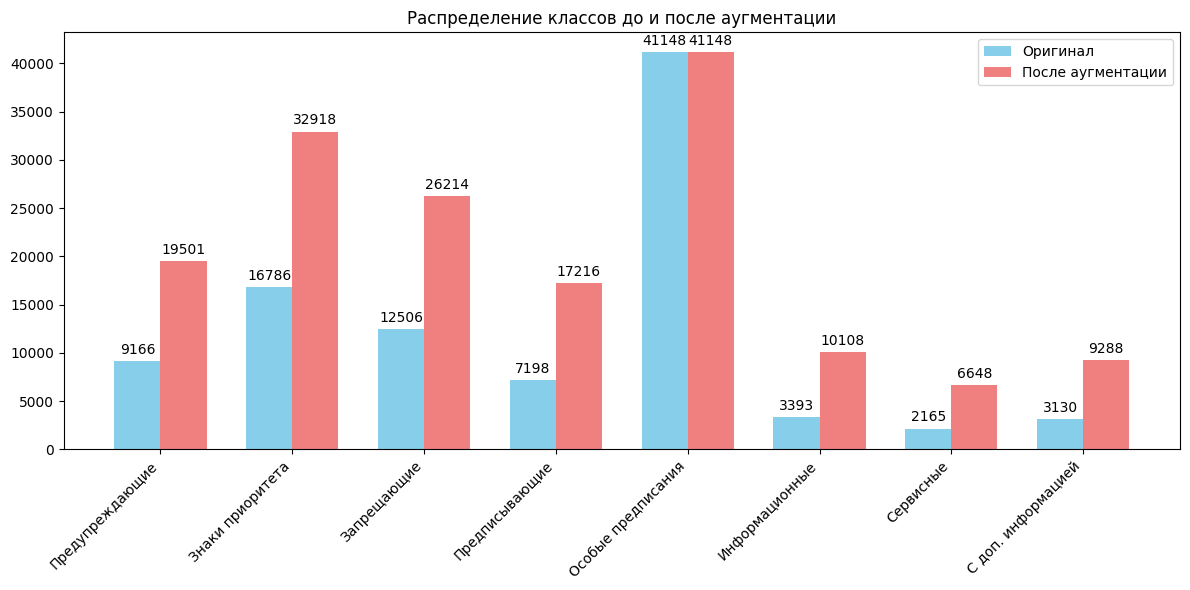 Распределение классов до и после аугментации
Оригинал
После аугментации
40000
35000
30000
25000
20000
15000
10000
5000
0
9166
19501
16786
32918
12506
26214
7198
17216
41148
41148
3393
10108
2165
6648
3130
9288
Предупреждающие
Знаки приоритета
Запрещающие
Предписывающие
Особые предписания
Информационные
Сервисные
С доп. информацией